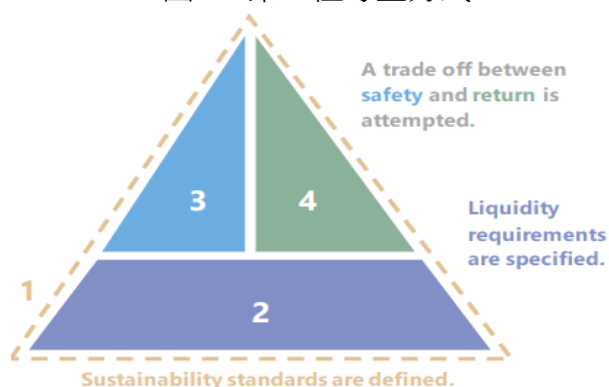 A trade off between
safety and return is
attempted.
3
4
Liquidity
requirements
are specified.
1
2
Sustainability standards are defined.